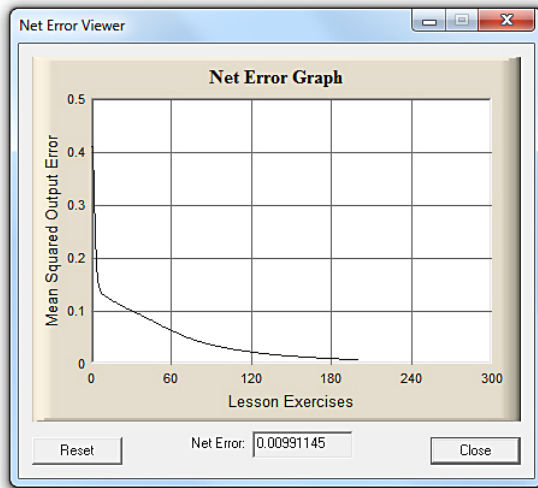 Net Error Viewer
Net Error Graph
Mean Squared Output Error
0.5
0.4
0.3
0.2
0.1
0
0 60 120 180 240 300
Lesson Exercises
Reset
Net Error: 0.00991145
Close